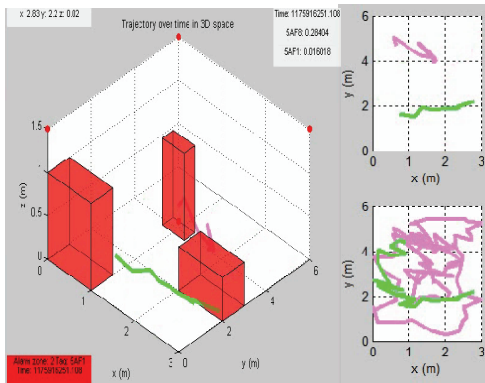 x 2.83 y: 2.2 z: 0.02
Trajectory over time in 3D space
Time: 1175916251.108
5AF8: 0.28404
5AF1: 0.016018
1.5
1
0.5
0
0
1
2
3
0
2
4
6
z (m)
x (m)
y (m)
Alarm zone: 2 Tag: 5AF1
Time: 1175916251.108
6
4
2
0
0
1
2
3
y (m)
x (m)
6
4
2
0
0
1
2
3
y (m)
x (m)